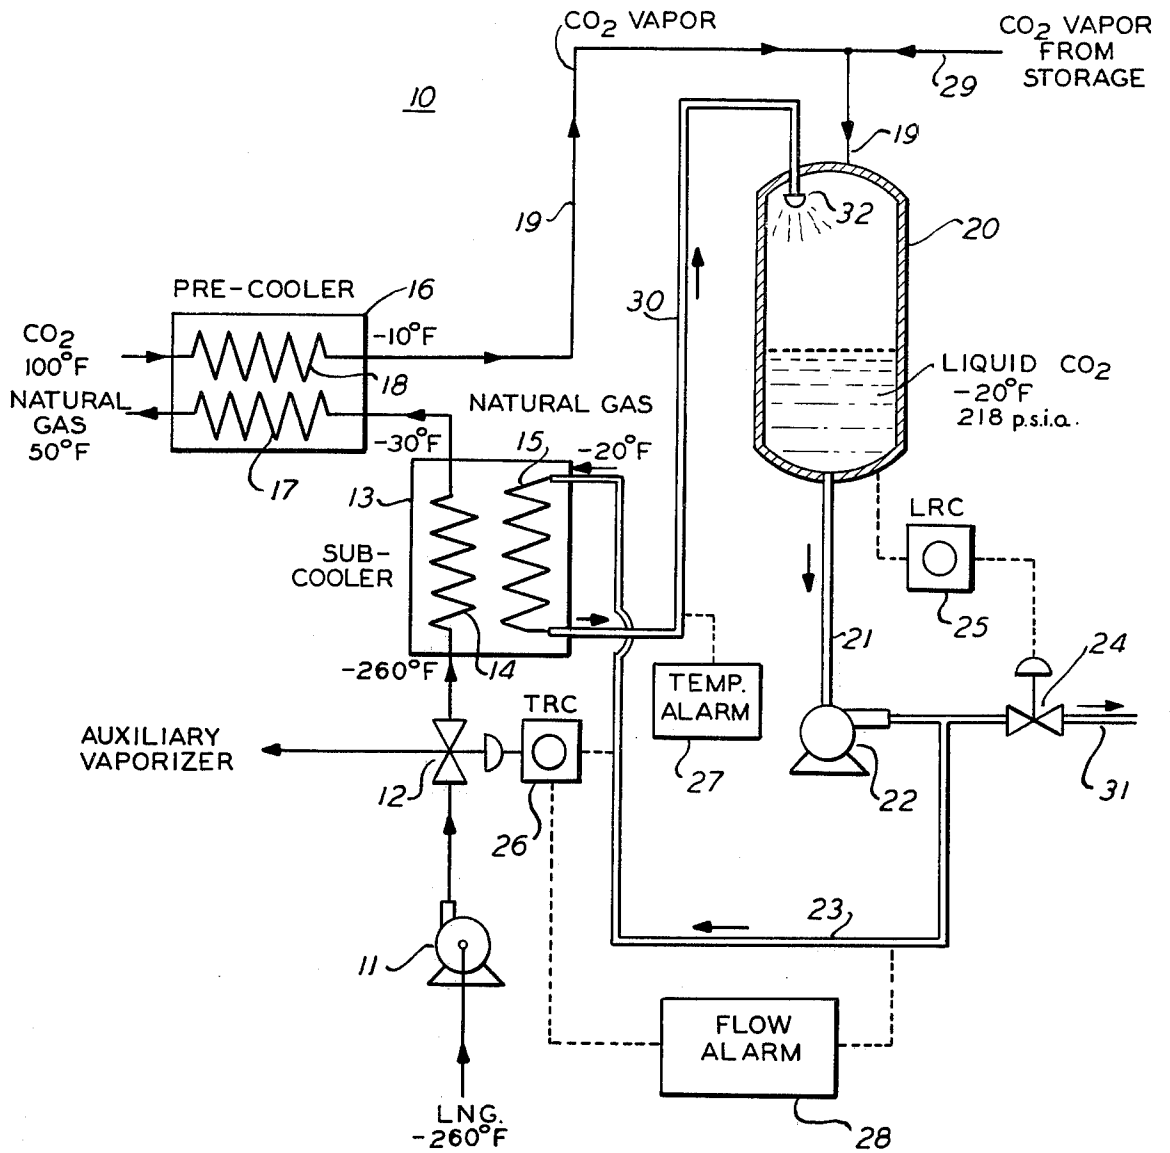 CO2 VAPOR
CO2 VAPOR
FROM
STORAGE
29
10
19
19
32
20
PRE-COOLER
16
30
CO2
100°F
-10°F
18
LIQUID CO2
-20°F
218 p.s.i.a.
NATURAL
GAS
50°F
NATURAL GAS
-30°F
-20°F
17
15
13
LRC
SUB-
COOLER
25
21
14
-260°F
24
TEMP.
ALARM
TRC
AUXILIARY
VAPORIZER
12
27
22
31
26
23
11
FLOW
ALARM
LNG.
-260°F
28